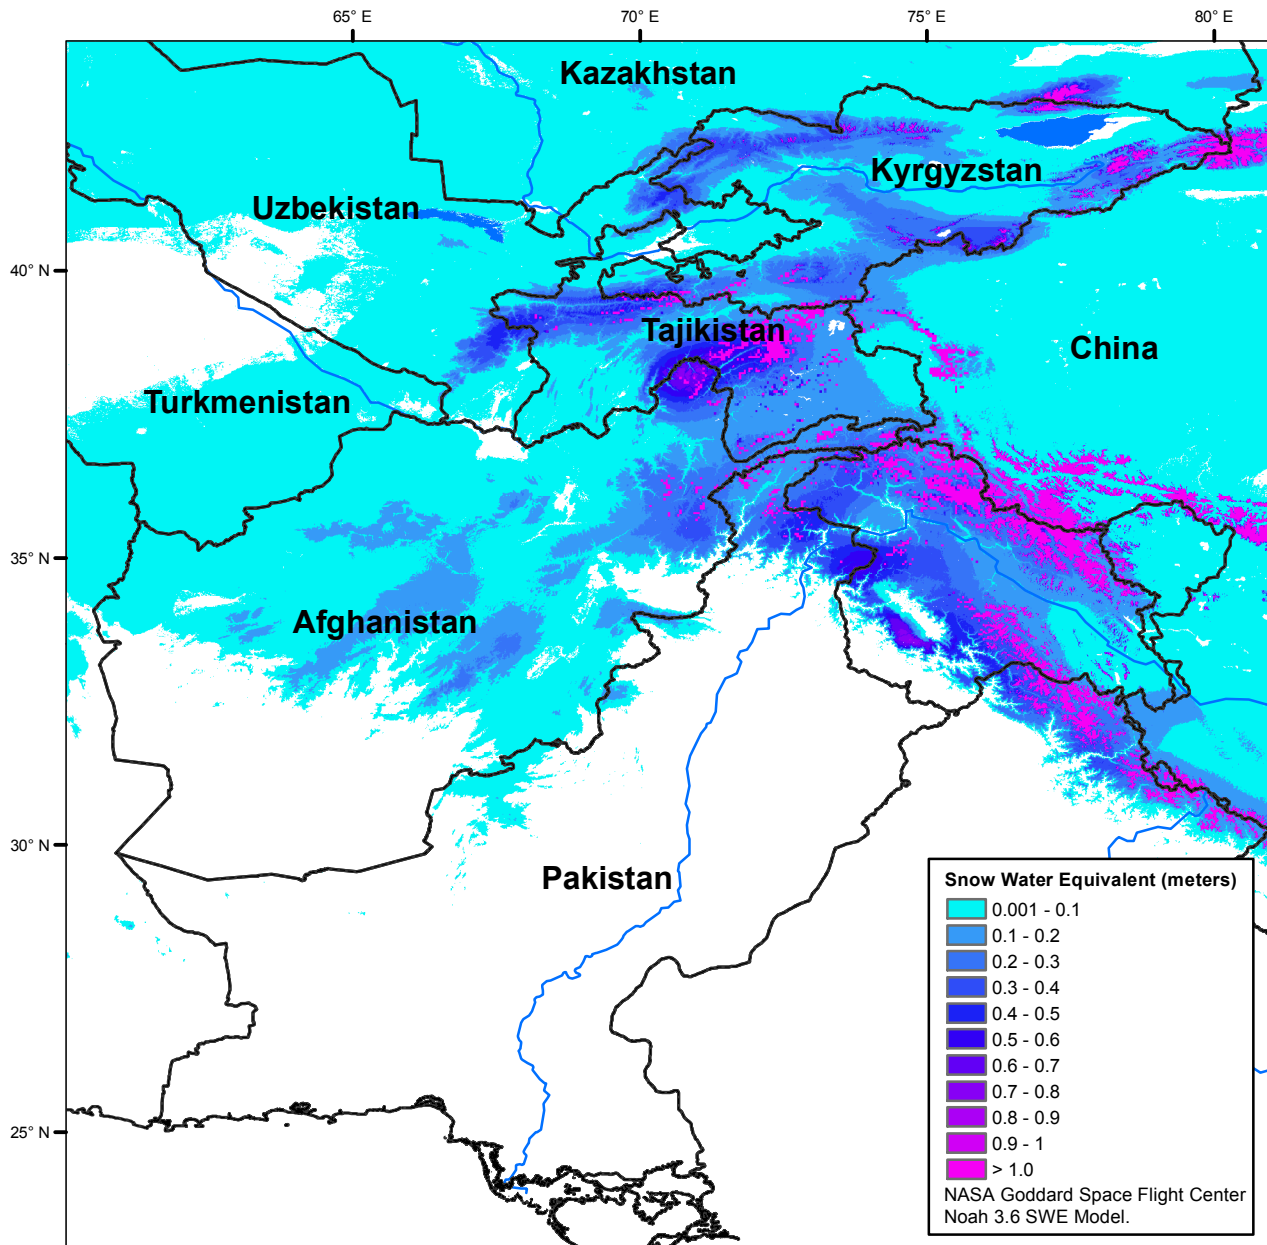 65° E
70° E
75° E
80° E
Kazakhstan
Kyrgyzstan
Uzbekistan
40° N
Tajikistan
China
Turkmenistan
35° N
Afghanistan
30° N
Pakistan
25° N
Snow Water Equivalent (meters)
0.001 - 0.1
0.1 - 0.2
0.2 - 0.3
0.3 - 0.4
0.4 - 0.5
0.5 - 0.6
0.6 - 0.7
0.7 - 0.8
0.8 - 0.9
0.9 - 1
> 1.0
NASA Goddard Space Flight Center
Noah 3.6 SWE Model.